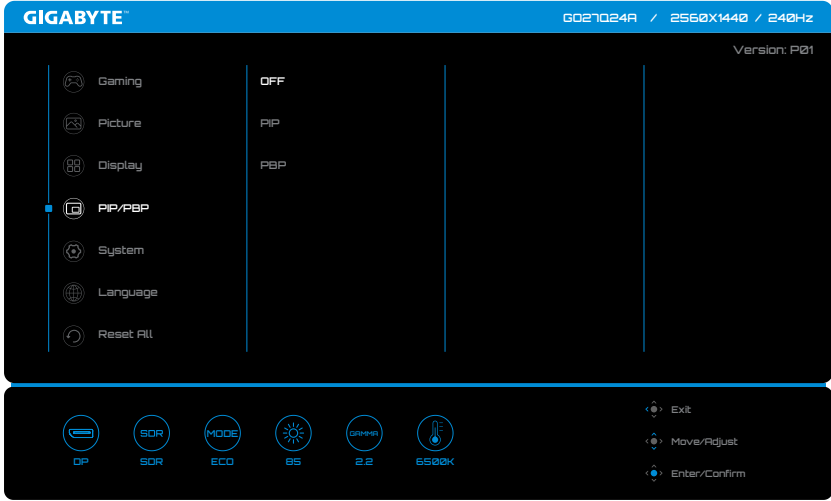 GIGABYTE™
GO27Q24A / 2560X1440 / 240Hz
Version: P01
Gaming
OFF
Picture
PIP
Display
PBP
PIP/PBP
System
Language
Reset All
SDR
MODE
GAMMA
DP
SDR
ECO
85
2.2
6500K
Exit
Move/Adjust
Enter/Confirm